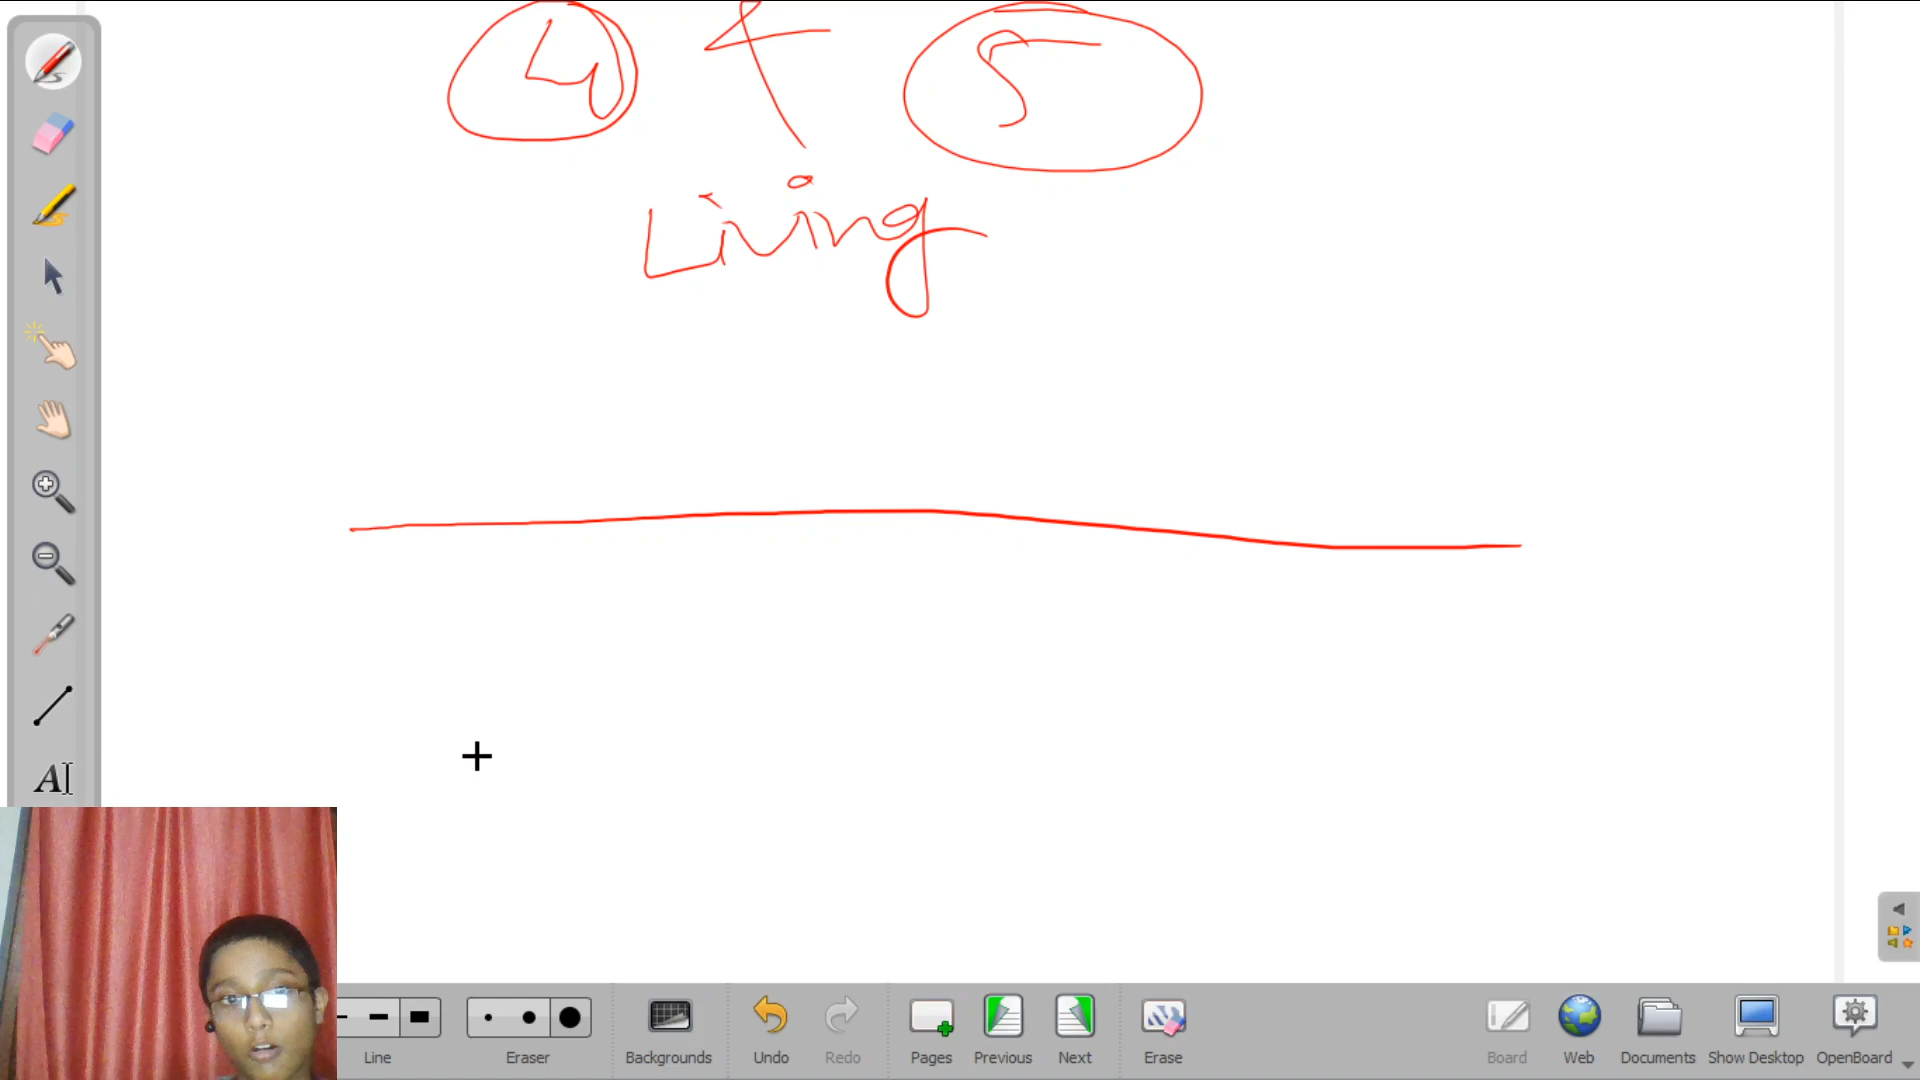 4 5
Living
A
Line Eraser Backgrounds Undo Redo Pages Previous Next Erase Board Web Documents Show Desktop OpenBoard